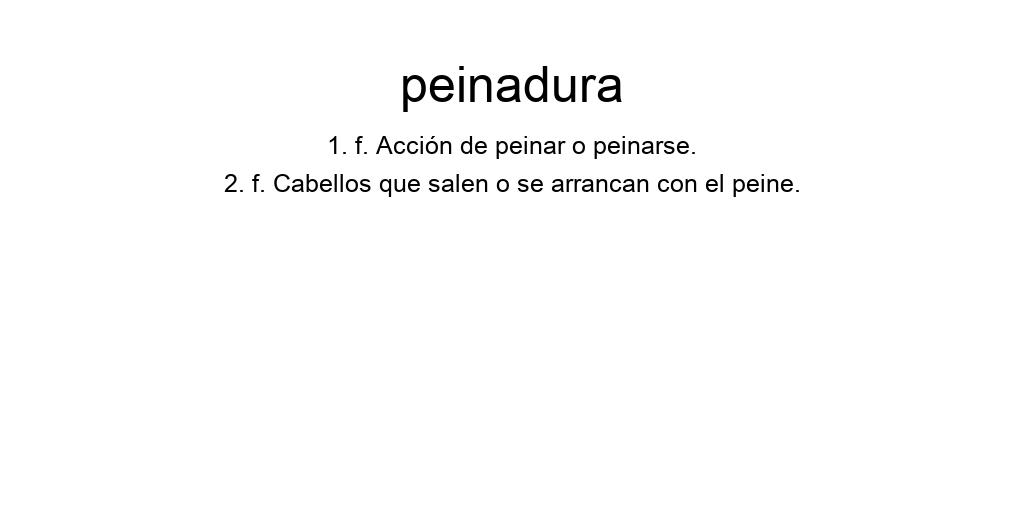 peinadura
1. f. Acción de peinar o peinarse.
2. f. Cabellos que salen o se arrancan con el peine.